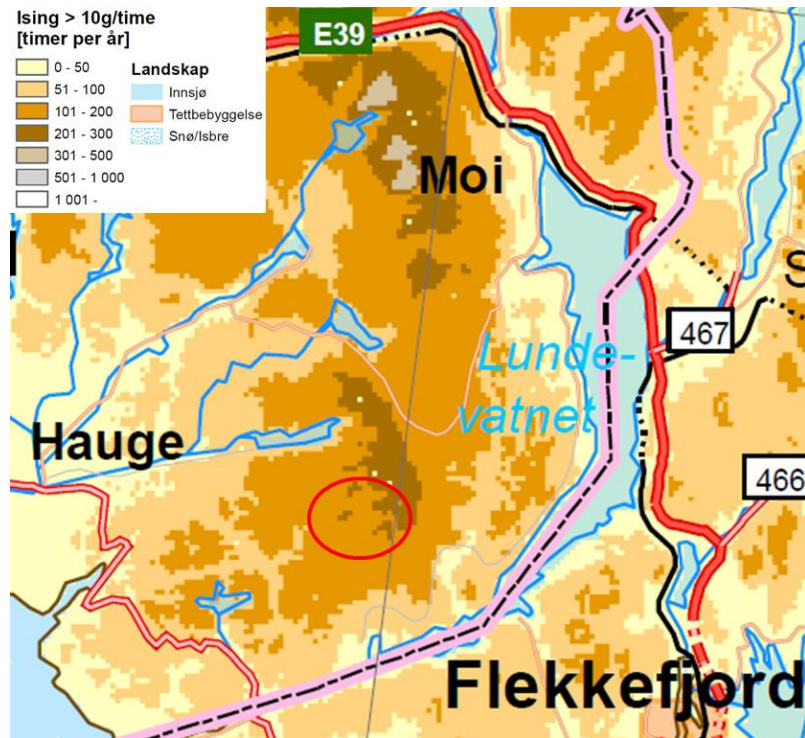 Ising > 10g/time
[timer per år]
0 - 50
51 - 100
101 - 200
201 - 300
301 - 500
501 - 1 000
1 001 -
Landskap
Innsjø
Tettbebyggelse
Snø/Isbre
E39
Moi
S
467
Lunde-
vatnet
Hauge
466
Flekkefjord